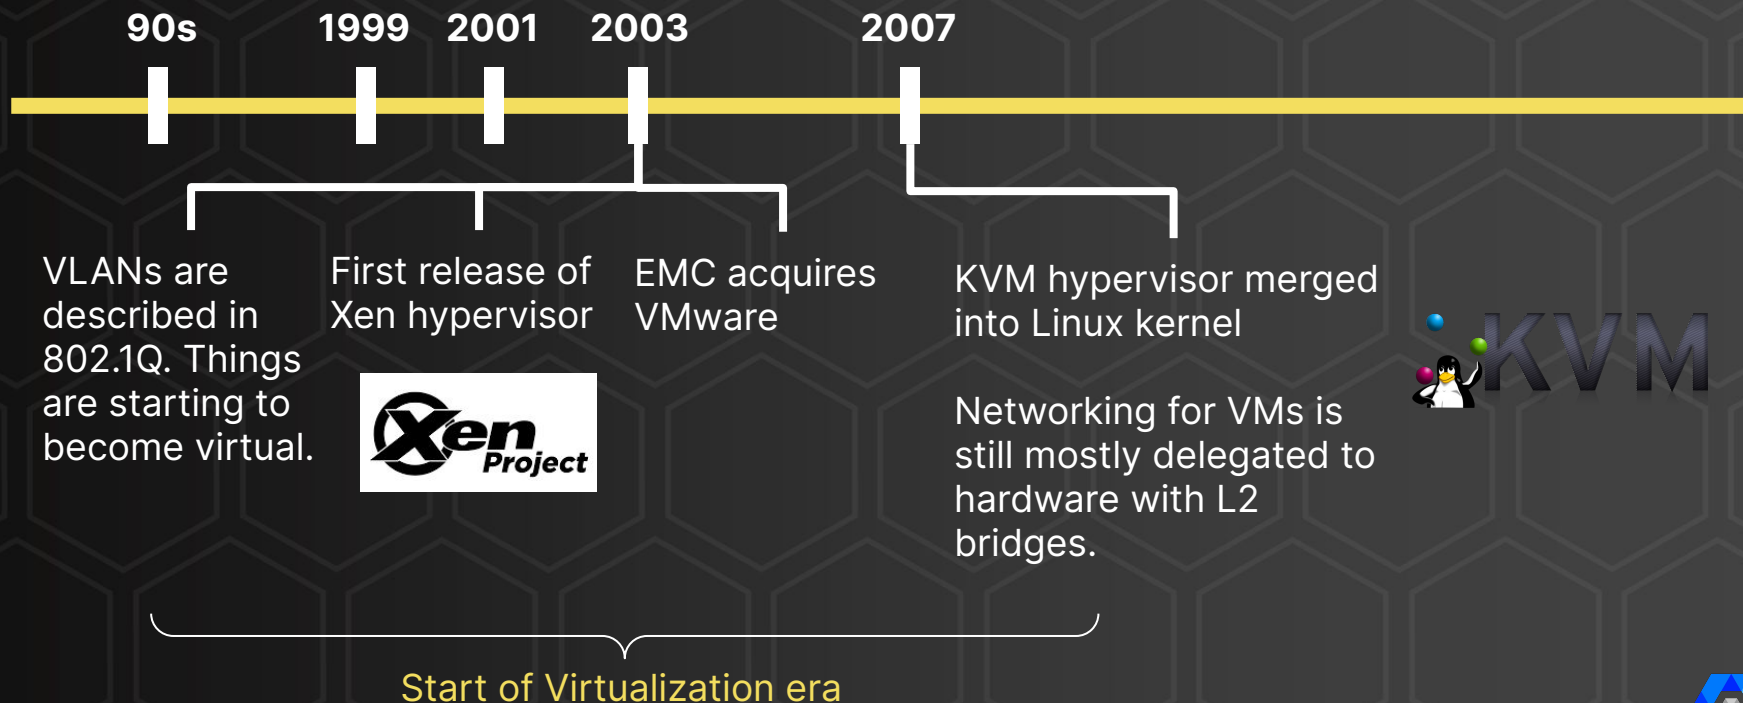 90s
1999
2001
2003
2007
VLANs are
described in
802.1Q. Things
are starting to
become virtual.
First release of
Xen hypervisor
Xen
Project
EMC acquires
VMware
KVM hypervisor merged
into Linux kernel
Networking for VMs is
still mostly delegated to
hardware with L2
bridges.
KVM
Start of Virtualization era